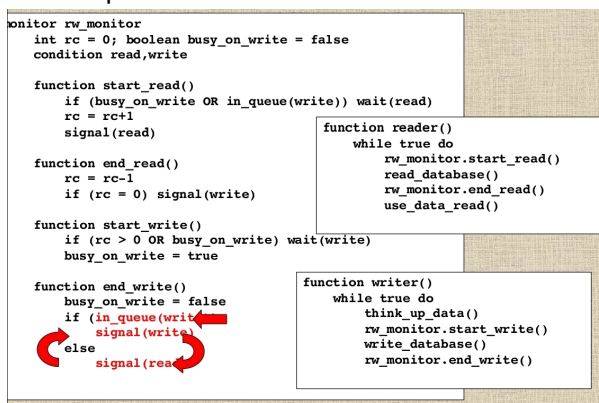 onitor rw_monitor
int rc = 0; boolean busy_on_write = false
condition read,write
function start_read()
if (busy_on_write OR in_queue(write)) wait(read)
rc = rc+1
signal(read)
function end_read()
rc = rc-1
if (rc = 0) signal(write)
function start_write()
if (rc > 0 OR busy_on_write) wait(write)
busy_on_write = true
function end_write()
busy_on_write = false
if (in_queue(writ
signal(write)
else
signal(rea
function reader()
while true do
rw_monitor.start_read()
read_database()
rw_monitor.end_read()
use_data_read()
function writer()
while true do
think_up_data()
rw_monitor.start_write()
write_database()
rw_monitor.end_write()